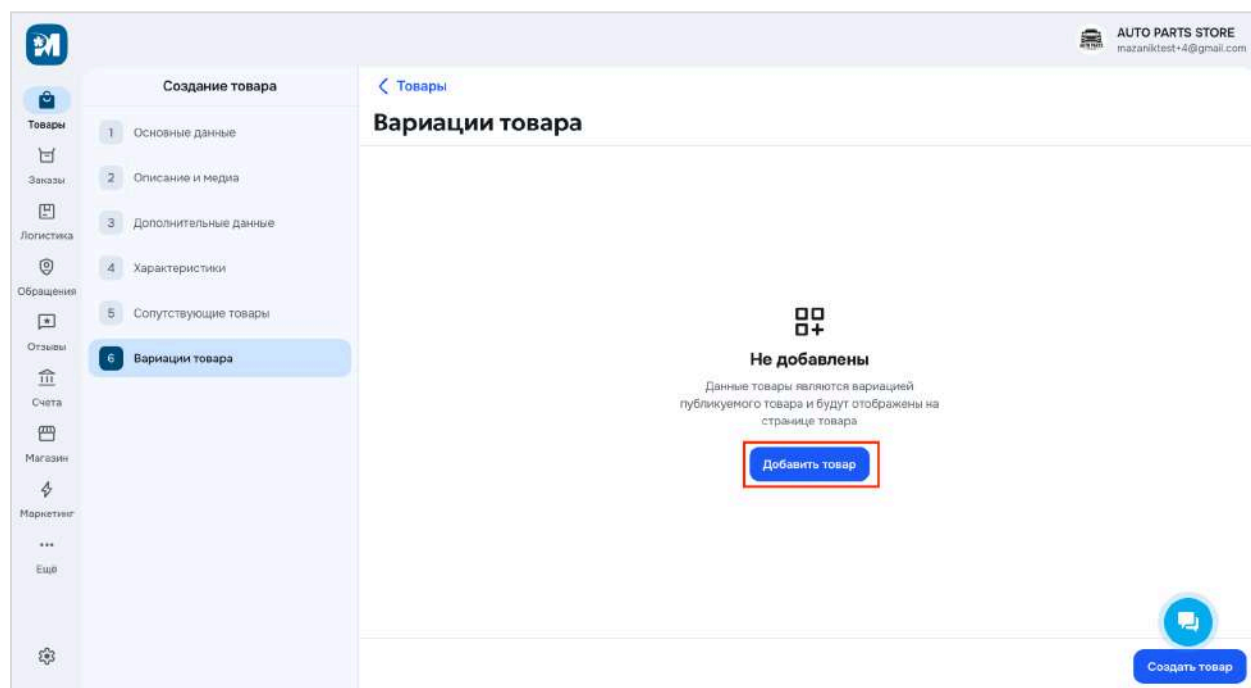 AUTO PARTS STORE
mazaniktest+4@gmail.com
Товары
Заказы
Логистика
Обращения
Отзывы
Счета
Магазин
Маркетинг
Ещё
Создание товара
1 Основные данные
2 Описание и медиа
3 Дополнительные данные
4 Характеристики
5 Сопутствующие товары
6 Вариации товара
Товары
Вариации товара
Не добавлены
Данные товары являются вариацией
публикуемого товара и будут отображены на
странице товара
Добавить товар
Создать товар